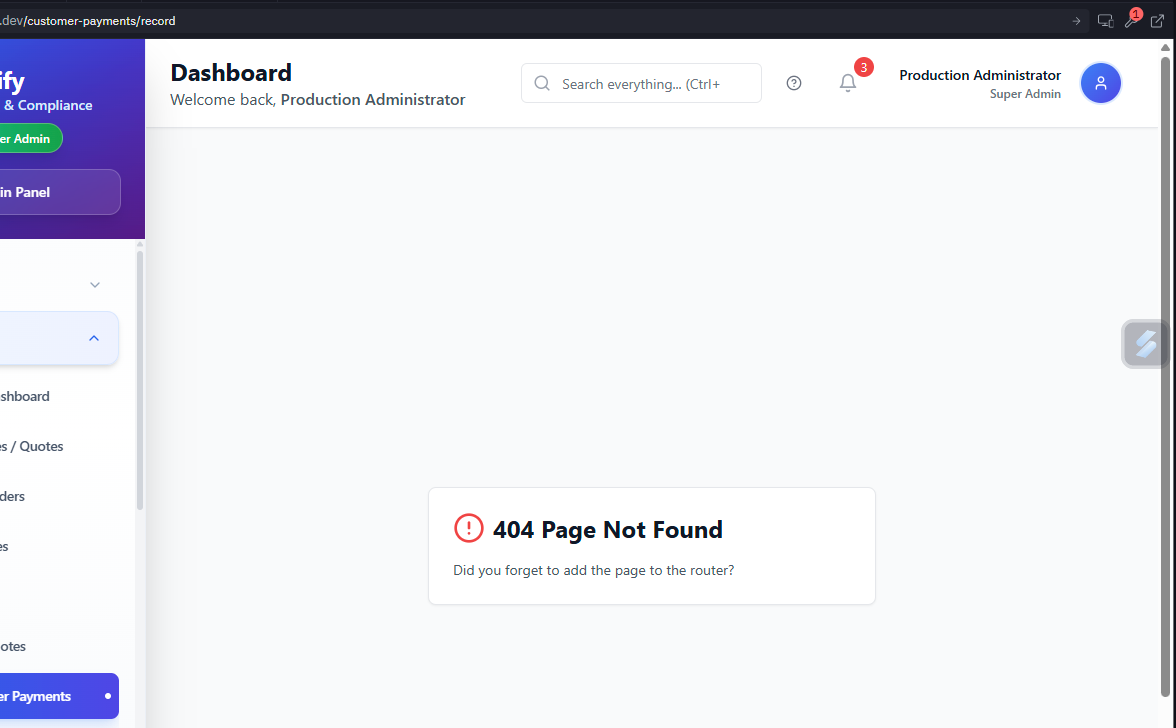 .dev/customer-payments/record
1
ify
Dashboard
Search everything... (Ctrl+
3
Production Administrator
Super Admin
Welcome back, Production Administrator
& Compliance
er Admin
in Panel
shboard
es / Quotes
ders
es
404 Page Not Found
Did you forget to add the page to the router?
otes
er Payments